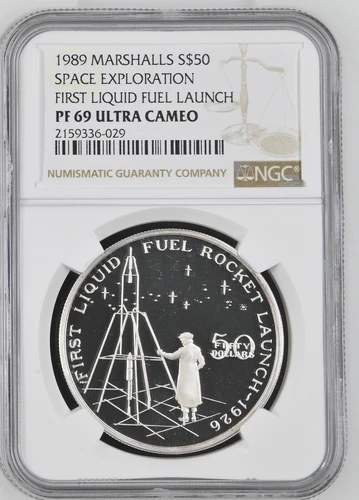 1989 MARSHALLS S$50
SPACE EXPLORATION
FIRST LIQUID FUEL LAUNCH
PF 69 ULTRA CAMEO
2159336-029
NUMISMATIC GUARANTY COMPANY
NGC
FIRST LIQUID FUEL ROCKET LAUNCH-1926
50
FIFTY
DOLLARS